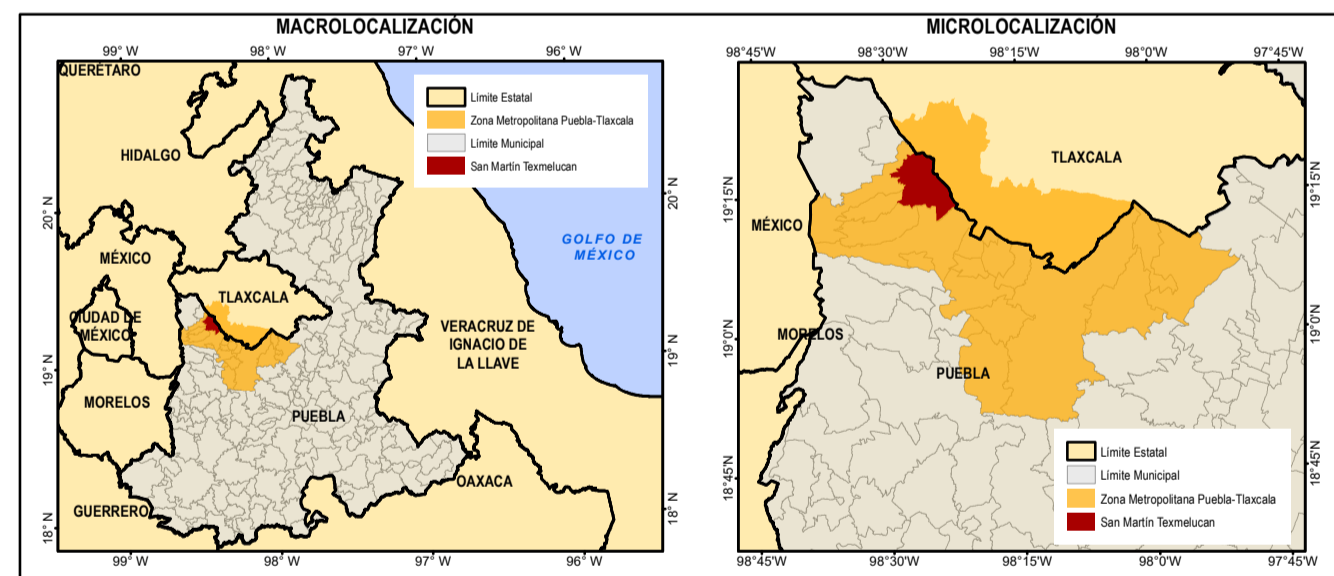 MACROLOCALIZACIÓN
99° W
98° W
97° W
96° W
QUERÉTARO
HIDALGO
MÉXICO
CIUDAD DE
MÉXICO
TLAXCALA
MORELOS
PUEBLA
GUERRERO
OAXACA
VERACRUZ DE
IGNACIO DE
LA LLAVE
GOLFO DE
MÉXICO
Límite Estatal
Zona Metropolitana Puebla-Tlaxcala
Límite Municipal
San Martín Texmelucan
20° N
19° N
18° N
20° N
19° N
18° N
99° W
98° W
97° W
96° W
MICROLOCALIZACIÓN
98°45'W
98°30'W
98°15'W
98°0'W
97°45'W
TLAXCALA
MÉXICO
MORELOS
PUEBLA
19°15'N
19°0'N
18°45'N
19°15'N
19°0'N
18°45'N
Límite Estatal
Límite Municipal
Zona Metropolitana Puebla-Tlaxcala
San Martín Texmelucan
98°45'W
98°30'W
98°15'W
98°0'W
97°45'W